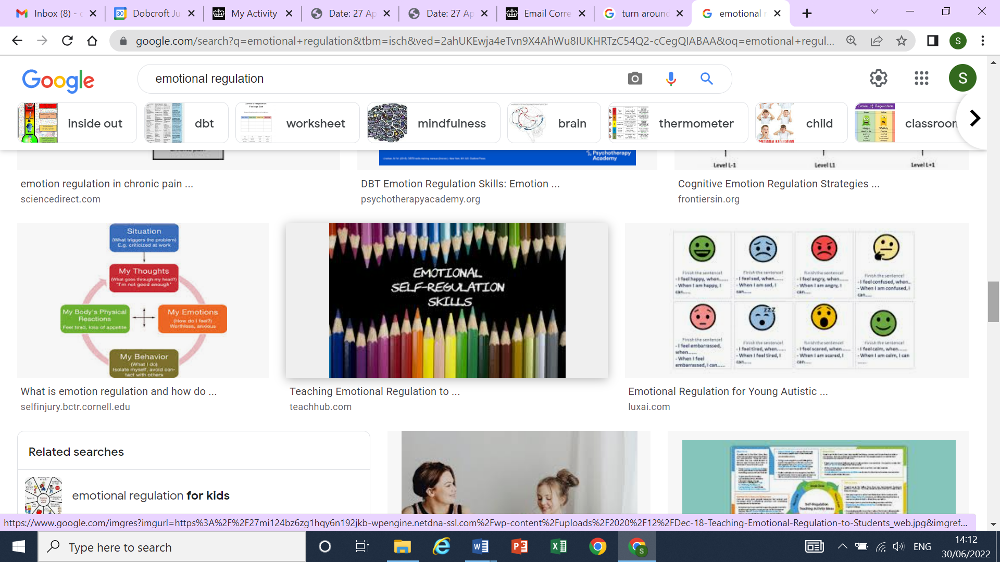 Inbox (8) - c
Dobcroft Ju
My Activity
Date: 27 Ap
Date: 27 Ap
Email Corre
turn around
emotional r
google.com/search?q=emotional+regulation&tbm=isch&ved=2ahUKEwja4eTvn9X4AhWu8IUKHRTzC54Q2-cCegQIABAA&oq=emotional+regul...
S
Google
emotional regulation
S
inside out
dbt
worksheet
mindfulness
brain
thermometer
child
classroom
Psychotherapy
Academy
Level L-1
Level L1
Level L+1
emotion regulation in chronic pain ...
sciencedirect.com
DBT Emotion Regulation Skills: Emotion ...
psychotherapyacademy.org
Cognitive Emotion Regulation Strategies ...
frontiersin.org
Situation
(What triggers the problem)
E.g. criticized at work
My Thoughts
(What goes through my head?)
"I'm not good enough"
My Body's Physical
Reactions
Feel tired, loss of appetite
My Emotions
(How do I feel?)
Worthless, anxious
My Behavior
(What I do)
Isolate myself, avoid con-
tact with others
EMOTIONAL
SELF-REGULATION
SKILLS
Finish the sentence!
- I feel happy, when......
- When I am happy, I
can.....
Finish the sentence!
- I feel sad, when......
- When I am sad, I
can.....
Finish the sentence!
- I feel angry, when......
- When I am angry, I
can.....
Finish the sentence!
- I feel confused, when...
- When I am confused, I
can.....
Finish the sentence!
- I feel embarrassed,
when......
- When I feel
embarrassed, I can......
zzz
Finish the sentence!
- I feel tired, when......
- When I feel tired, I
can.....
Finish the sentence!
- I feel scared, when......
- When I am scared, I
can.....
Finish the sentence!
- I feel calm, when......
- When I am calm, I can
......
What is emotion regulation and how do ...
selfinjury.bctr.cornell.edu
Teaching Emotional Regulation to ...
teachhub.com
Emotional Regulation for Young Autistic ...
luxai.com
Related searches
emotional regulation for kids
Self-Regulation
Teaching Activity Ideas
https://www.google.com/imgres?imgurl=https%3A%2F%2F27mi124bz6zg1hqy6n192jkb-wpengine.netdna-ssl.com%2Fwp-content%2Fuploads%2F2020%2F12%2FDec-18-Teaching-Emotional-Regulation-to-Students_web.jpg&imgref...
Type here to search
ENG
14:12
30/06/2022